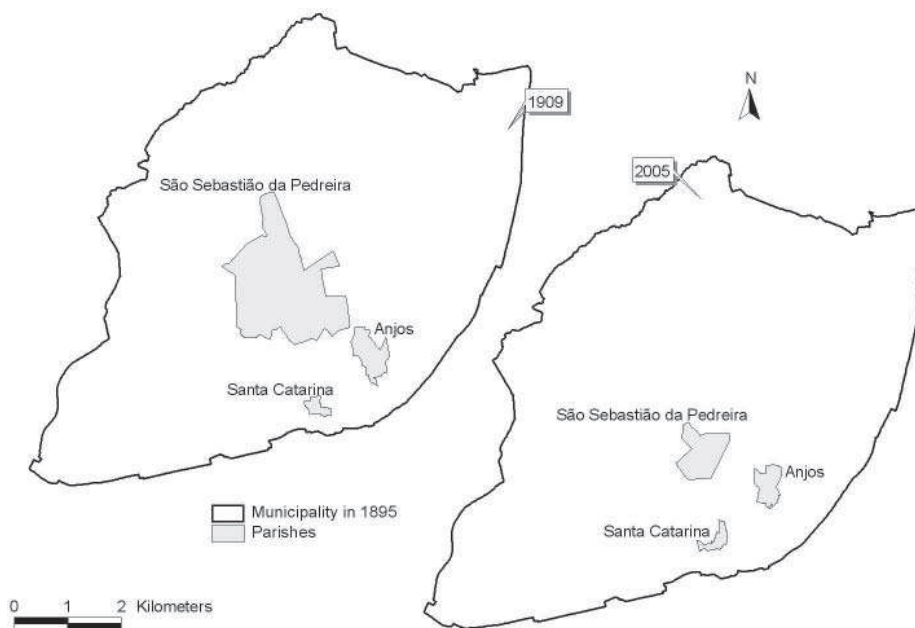 1909
N
2005
São Sebastião da Pedreira
Anjos
Santa Catarina
São Sebastião da Pedreira
Anjos
Santa Catarina
Municipality in 1895
Parishes
0 1 2 Kilometers